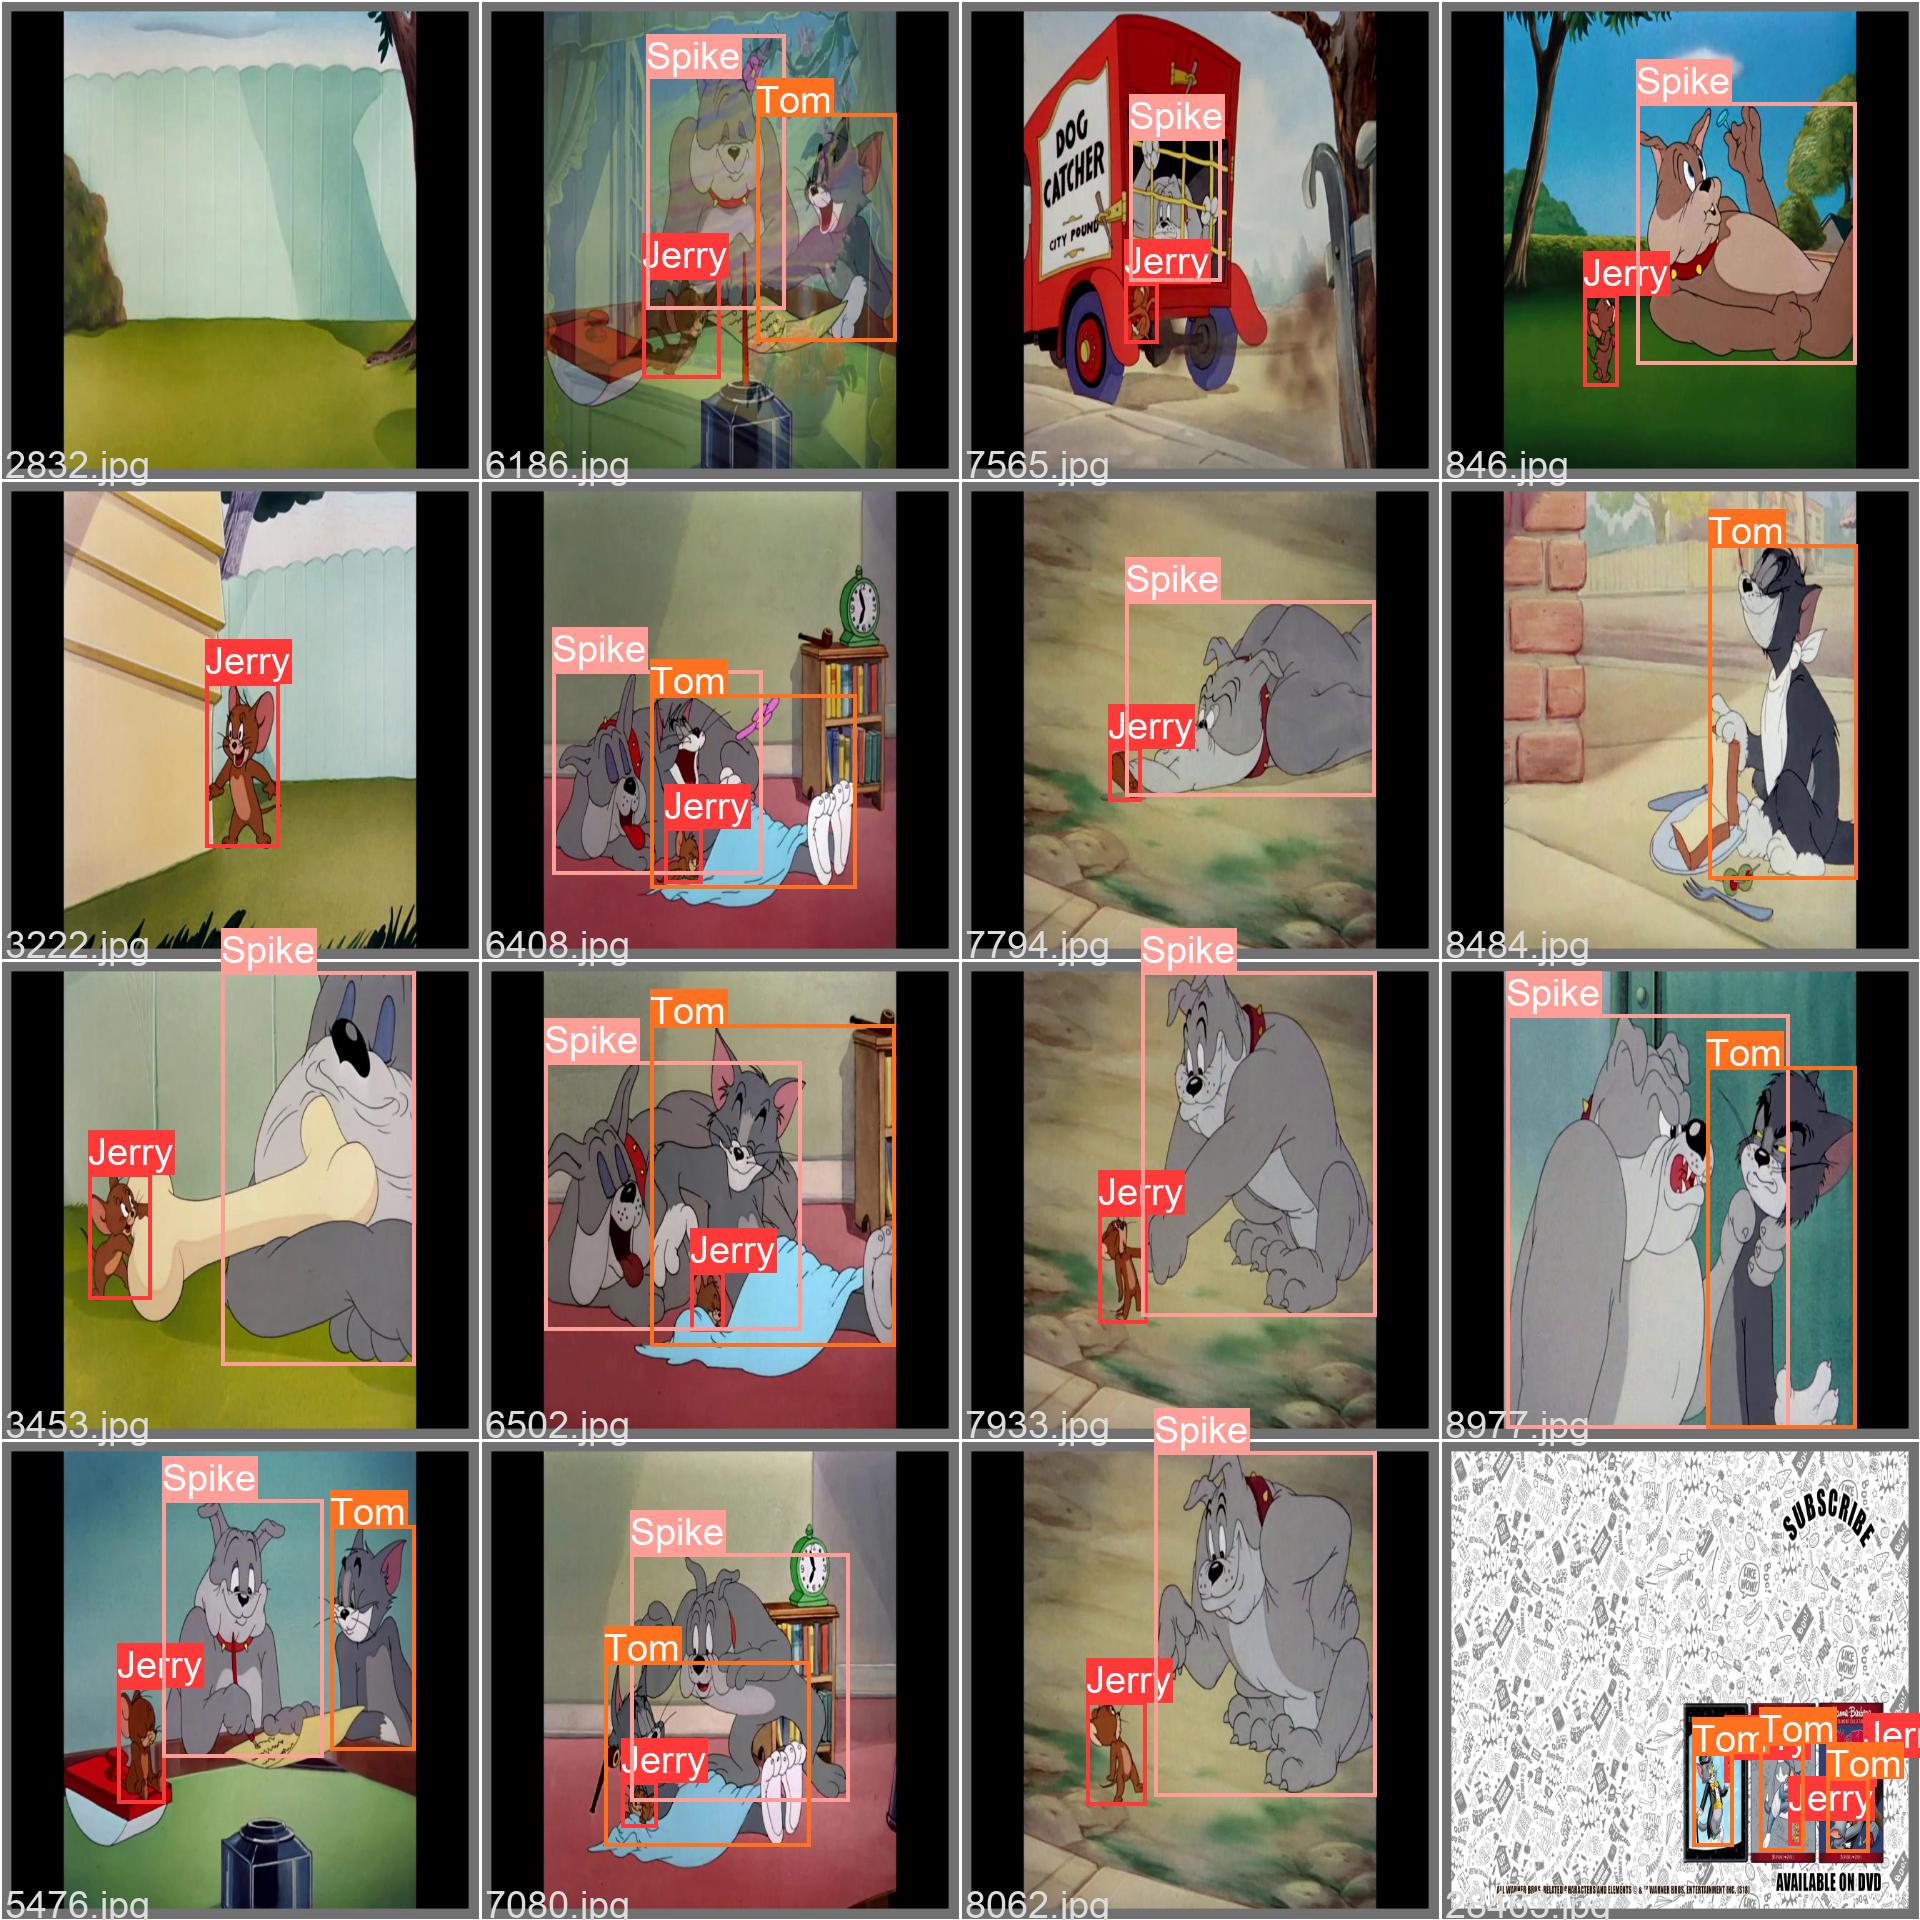 2832.jpg
Spike
Tom
Jerry
6186.jpg
DOG
CATCHER
CITY POUND
Spike
Jerry
7565.jpg
Spike
Jerry
846.jpg
Jerry
3222.jpg
Spike
Tom
Jerry
6408.jpg
Spike
Jerry
7794.jpg
Tom
8484.jpg
Spike
Jerry
3453.jpg
Tom
Spike
Jerry
6502.jpg
Spike
Jerry
7933.jpg
Spike
Tom
8977.jpg
Spike
Tom
Jerry
5476.jpg
Spike
Tom
Jerry
7080.jpg
Spike
Jerry
8062.jpg
SUBSCRIBE
Tom
Tom
Tom
Jerry
AVAILABLE ON DVD